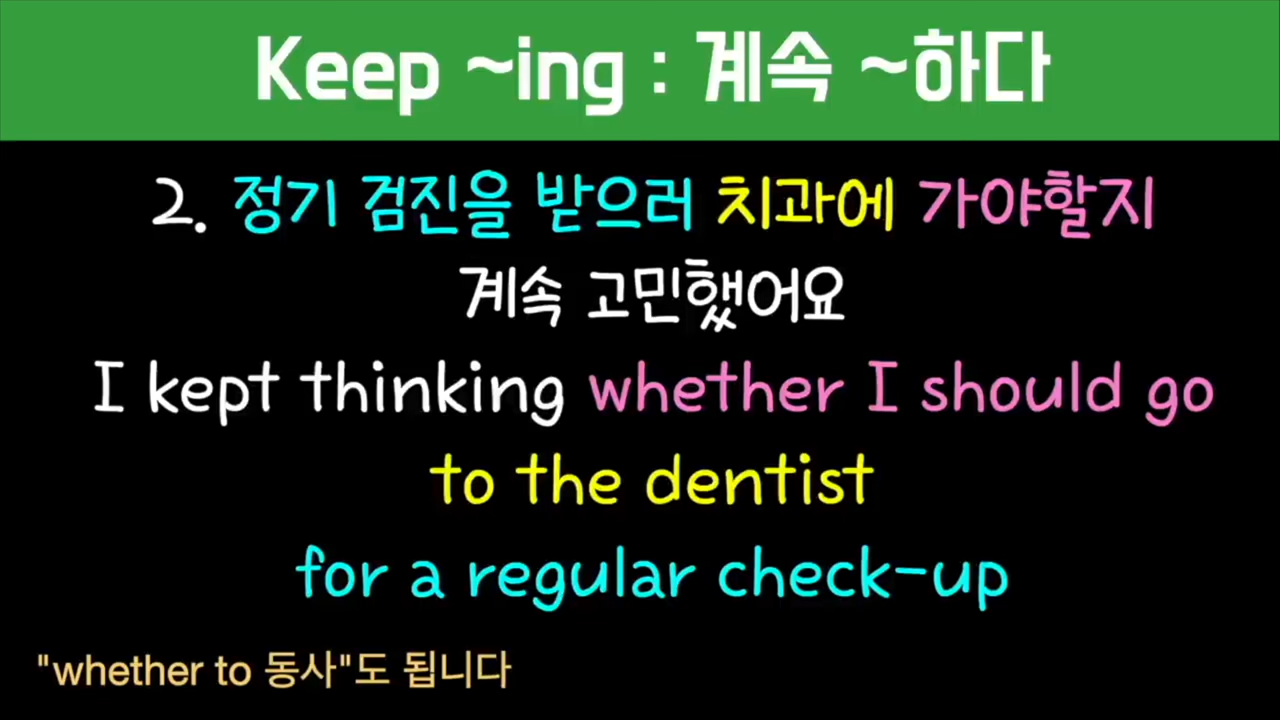 Keep ~ing : 계속 ~하다
2. 정기 검진을 받으러 치과에 가야할지
계속 고민했어요
I kept thinking whether I should go
to the dentist
for a regular check-up
"whether to 동사"도 됩니다